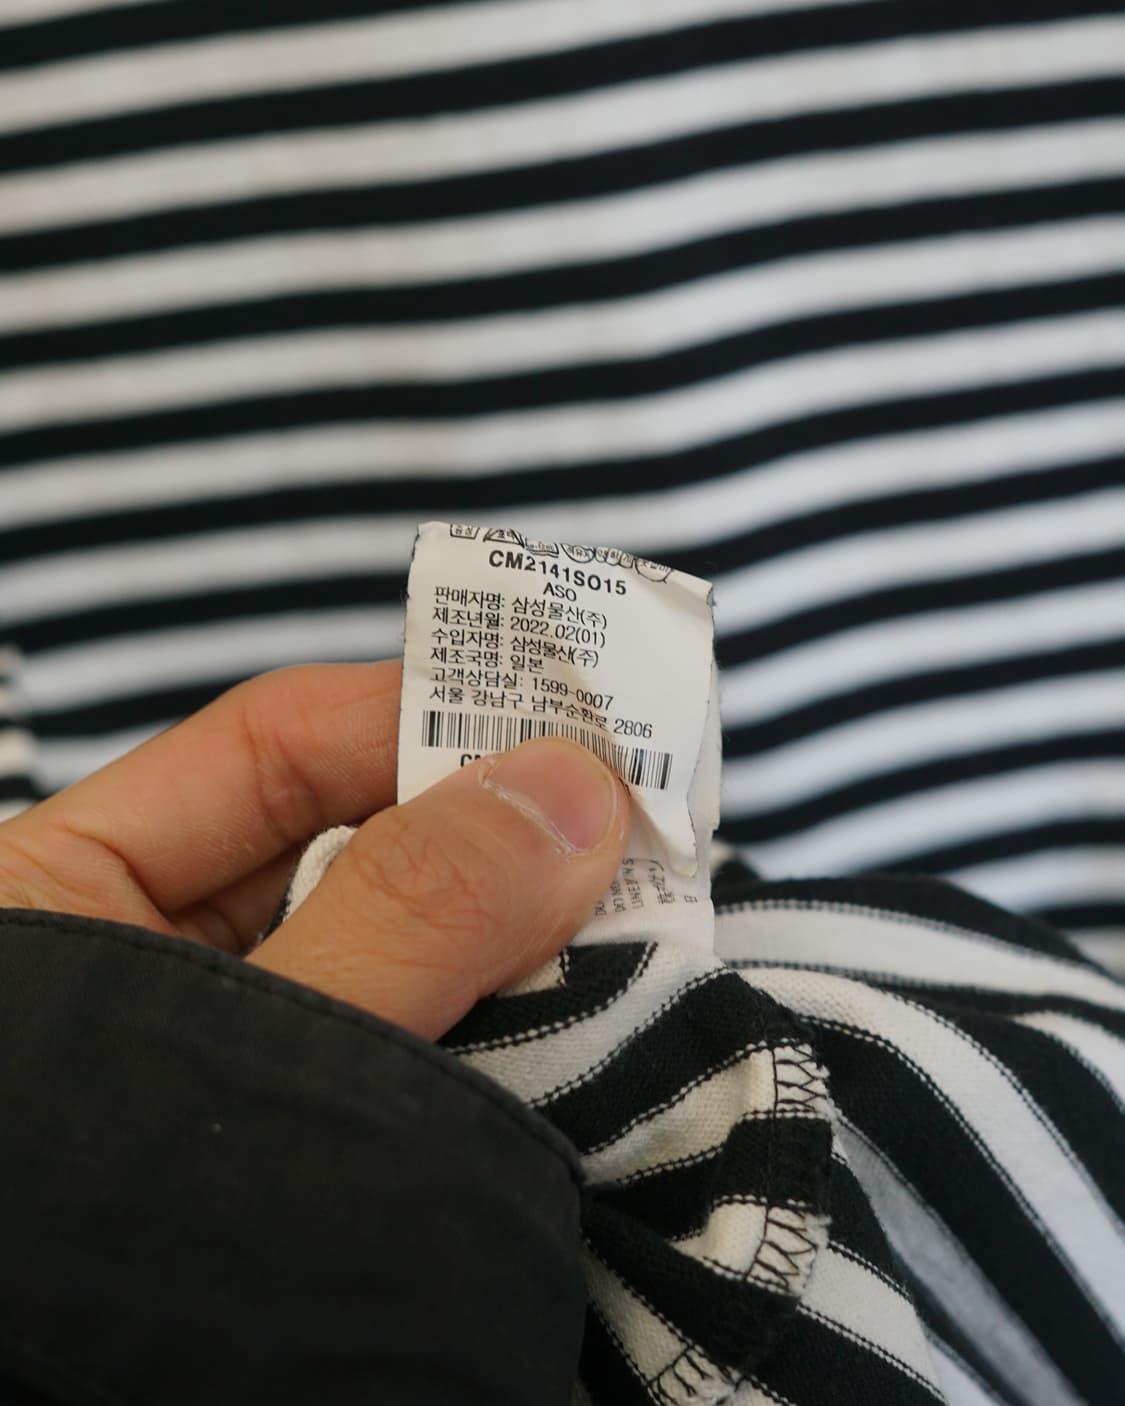 CM2141SO15
ASO
판매자명: 삼성물산(주)
제조년월: 2022.02(01)
수입자명: 삼성물산(주)
제조국명: 일본
고객상담실: 1599-0007
서울 강남구 남부순환로 2806